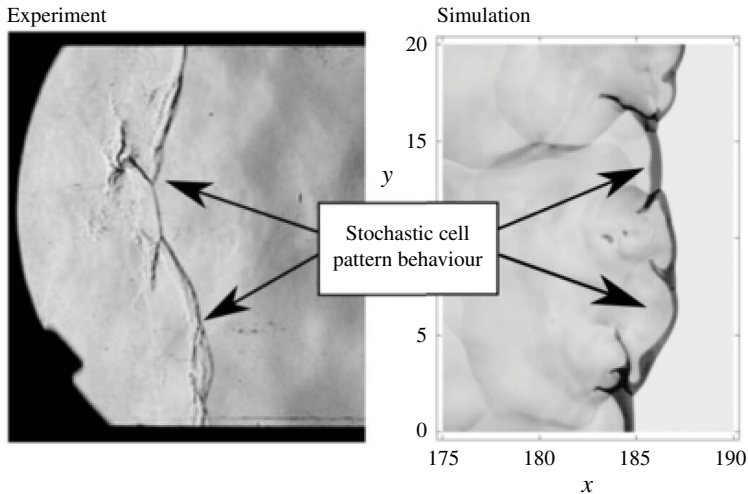 Experiment
Simulation
20
15
y
Stochastic cell
pattern behaviour
5
0
175
180
185
190
x